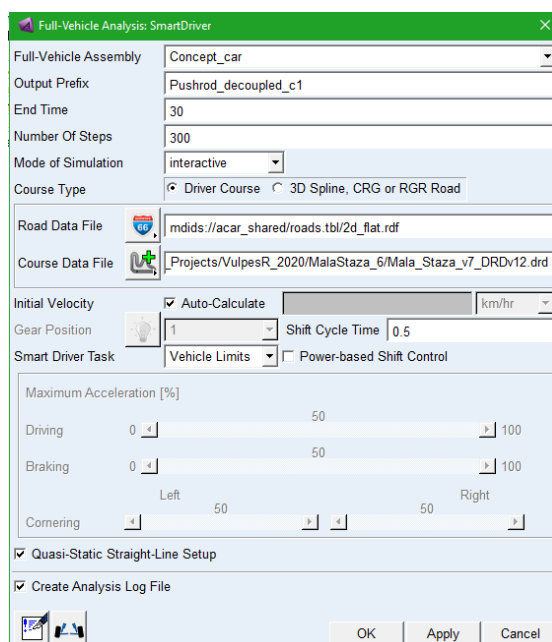 Full-Vehicle Analysis: SmartDriver
Full-Vehicle Assembly Concept_car
Output Prefix Pushrod_decoupled_c1
End Time 30
Number Of Steps 300
Mode of Simulation interactive
Course Type Driver Course 3D Spline, CRG or RGR Road
Road Data File 66 mdids://acar_shared/roads.tbl/2d_flat.rdf
Course Data File _Projects/VulpesR_2020/MalaStaza_6/Mala_Staza_v7_DRDv12.drd
Initial Velocity Auto-Calculate km/hr
Gear Position 1 Shift Cycle Time 0.5
Smart Driver Task Vehicle Limits Power-based Shift Control
Maximum Acceleration [%]
50
Driving 0 100
50
Braking 0 100
Left Right
50 50
Cornering
Quasi-Static Straight-Line Setup
Create Analysis Log File
OK Apply Cancel